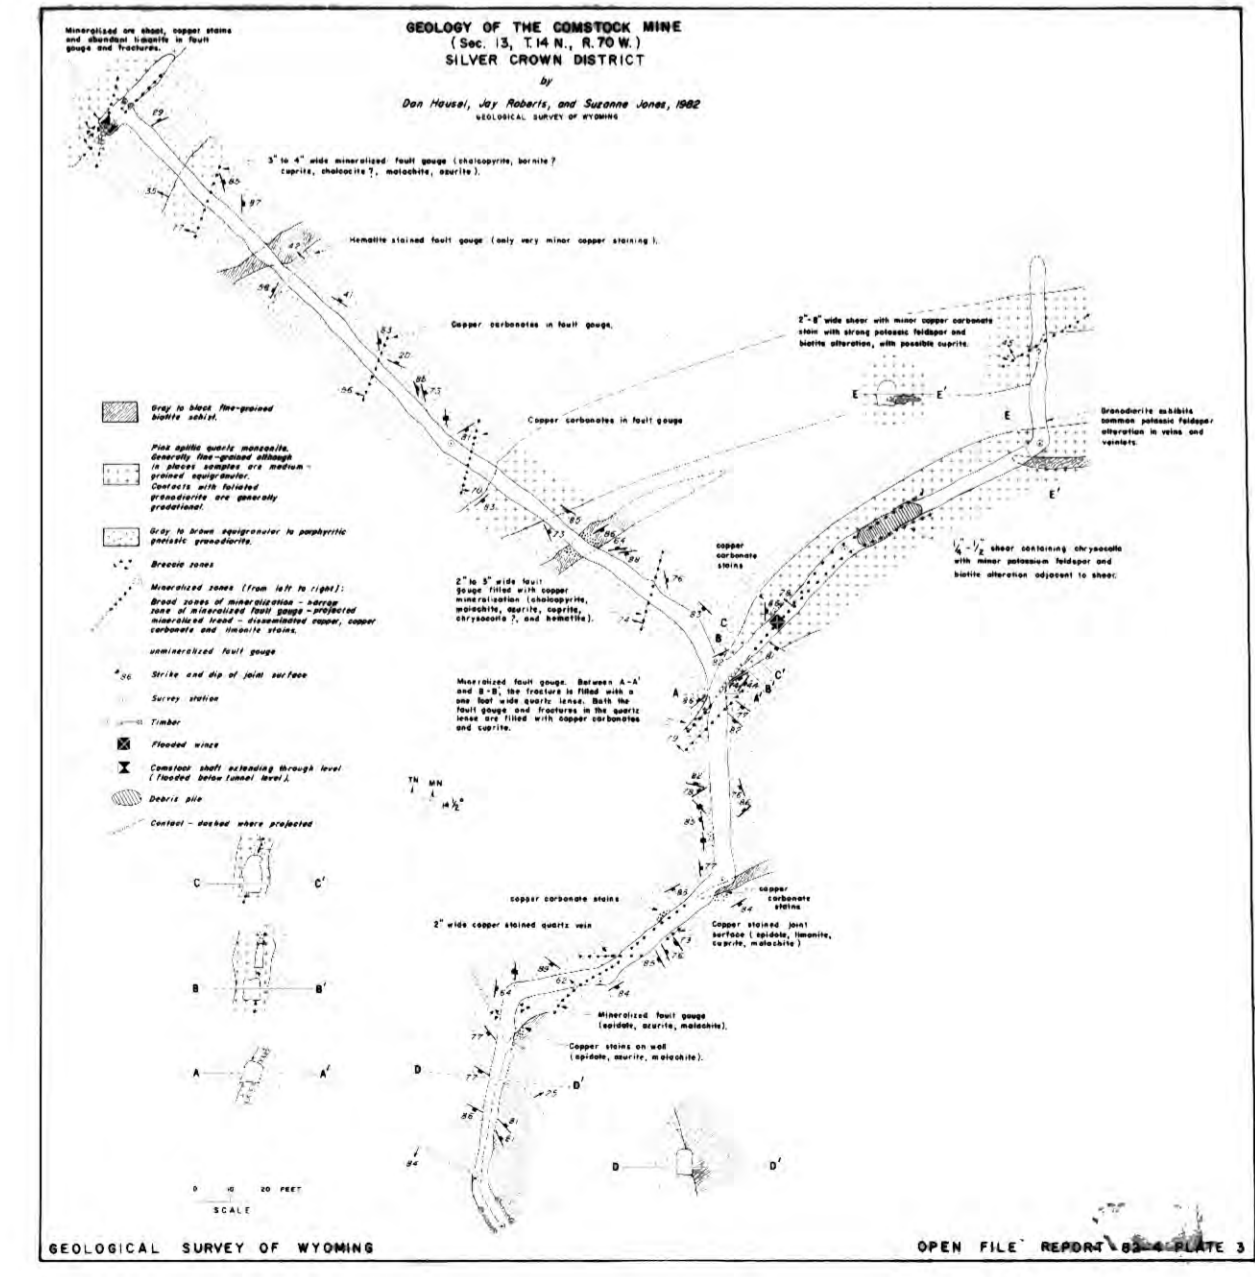 Mineralized ore shoot, copper stains
and abundant limonite in fault
gouge and fractures.
GEOLOGY OF THE COMSTOCK MINE
(Sec. 13, T.14 N., R.70 W.)
SILVER CROWN DISTRICT
by
Dan Hausel, Jay Roberts, and Suzanne Jones, 1982
GEOLOGICAL SURVEY OF WYOMING
3" to 4" wide mineralized fault gouge (chalcopyrite, bornite?
cuprite, chalcocite?, malachite, azurite).
Hematite stained fault gouge (only very minor copper staining).
Copper carbonates in fault gouge.
2"-8" wide shear with minor copper carbonate
stain with strong potassic feldspar and
biotite alteration, with possible cuprite.
E E'
Copper carbonates in fault gouge
Granodiorite exhibits
common potassic feldspar
alteration in veins and
veinlets.
E
E'
Gray to black fine-grained
biotite schist.
Pink aplitic quartz monzonite.
Generally fine-grained although
in places samples are medium-
grained equigranular.
Contacts with foliated
granodiorite are generally
gradational.
Gray to brown equigranular to porphyritic
gneissic granodiorite.
Breccia zones
Mineralized zones (from left to right):
Broad zones of mineralization - narrow
zone of mineralized fault gouge - projected
mineralized trend - disseminated copper, copper
carbonate and limonite stains.
unmineralized fault gouge
86 Strike and dip of joint surface
Survey station
Timber
Flooded winze
Comstock shaft extending through level
(flooded below tunnel level).
Debris pile
Contact - dashed where projected
copper
carbonate
stains
1/4"-1/2" shear containing chrysocolla
with minor potassium feldspar and
biotite alteration adjacent to shear.
2" to 3" wide fault
gouge filled with copper
mineralization (chalcopyrite,
malachite, azurite, cuprite,
chrysocolla ?, and hematite).
Mineralized fault gouge. Between A-A'
and B-B', the fracture is filled with a
one foot wide quartz lense. Both the
fault gouge and fractures in the quartz
lense are filled with copper carbonates
and cuprite.
C
B
A
C'
B'
A'
TN MN
14 1/2°
C C'
B B'
A A'
copper carbonate stains
2" wide copper stained quartz vein
copper
carbonate
stains
Copper stained joint
surface (epidote, limonite,
cuprite, malachite)
Mineralized fault gouge
(epidote, azurite, malachite).
Copper stains on wall
(epidote, azurite, malachite).
D D'
D D'
0 10 20 FEET
SCALE
GEOLOGICAL SURVEY OF WYOMING
OPEN FILE REPORT 82-4 PLATE 3